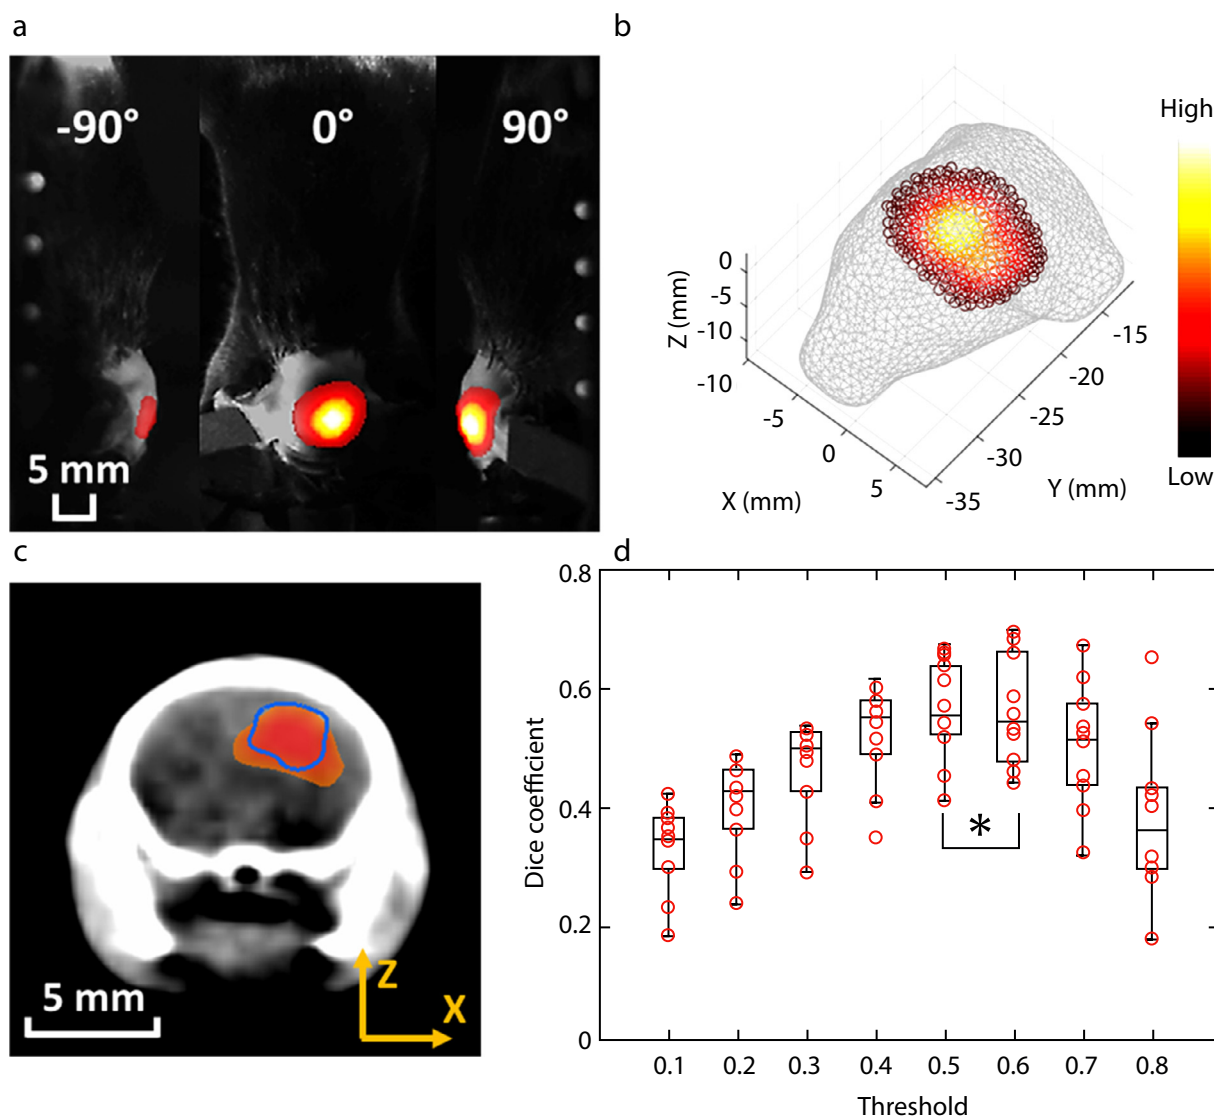 a
-90°
0°
90°
5 mm
b
High
Low
0
-5
-10
Z (mm)
-10
-5
0
5
X (mm)
-15
-20
-25
-30
-35
Y (mm)
c
5 mm
Z
X
d
0.8
0.6
0.4
0.2
0
Dice coefficient
*
0.1 0.2 0.3 0.4 0.5 0.6 0.7 0.8
Threshold